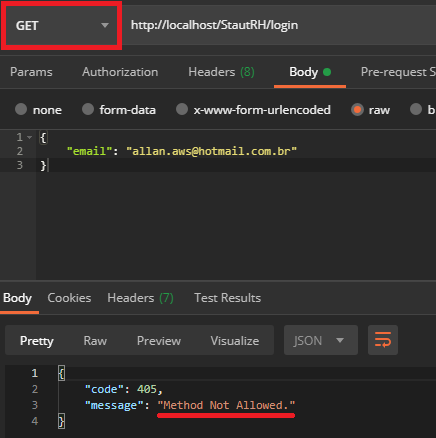 GET http://localhost/StautRH/login
Params Authorization Headers (8) Body Pre-request S
none form-data x-www-form-urlencoded raw b
1 {
2 "email": "allan.aws@hotmail.com.br"
3 }
Body Cookies Headers (7) Test Results
Pretty Raw Preview Visualize JSON
1 {
2 "code": 405,
3 "message": "Method Not Allowed."
4 }